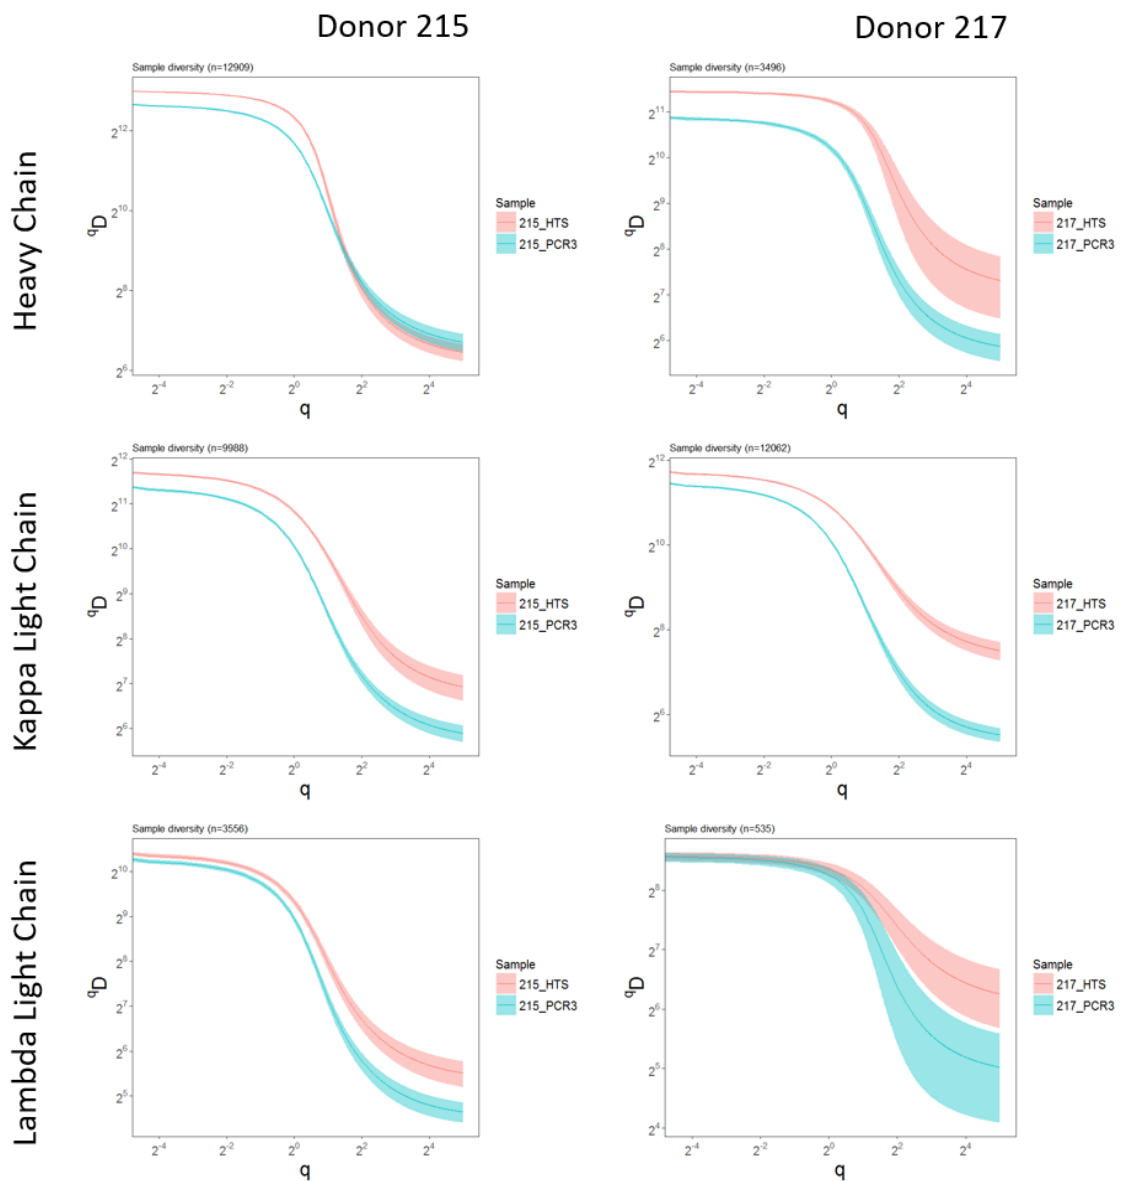 Donor 215
Donor 217
Heavy Chain
Sample diversity (n=12909)
2^12
2^10
2^8
2^6
qD
2^-4
2^-2
2^0
2^2
2^4
q
Sample
215_HTS
215_PCR3
Sample diversity (n=3496)
2^11
2^10
2^9
2^8
2^7
2^6
qD
2^-4
2^-2
2^0
2^2
2^4
q
Sample
217_HTS
217_PCR3
Kappa Light Chain
Sample diversity (n=9988)
2^12
2^11
2^10
2^9
2^8
2^7
2^6
qD
2^-4
2^-2
2^0
2^2
2^4
q
Sample
215_HTS
215_PCR3
Sample diversity (n=12062)
2^12
2^10
2^8
2^6
qD
2^-4
2^-2
2^0
2^2
2^4
q
Sample
217_HTS
217_PCR3
Lambda Light Chain
Sample diversity (n=3556)
2^10
2^9
2^8
2^7
2^6
2^5
qD
2^-4
2^-2
2^0
2^2
2^4
q
Sample
215_HTS
215_PCR3
Sample diversity (n=535)
2^8
2^7
2^6
2^5
2^4
qD
2^-4
2^-2
2^0
2^2
2^4
q
Sample
217_HTS
217_PCR3